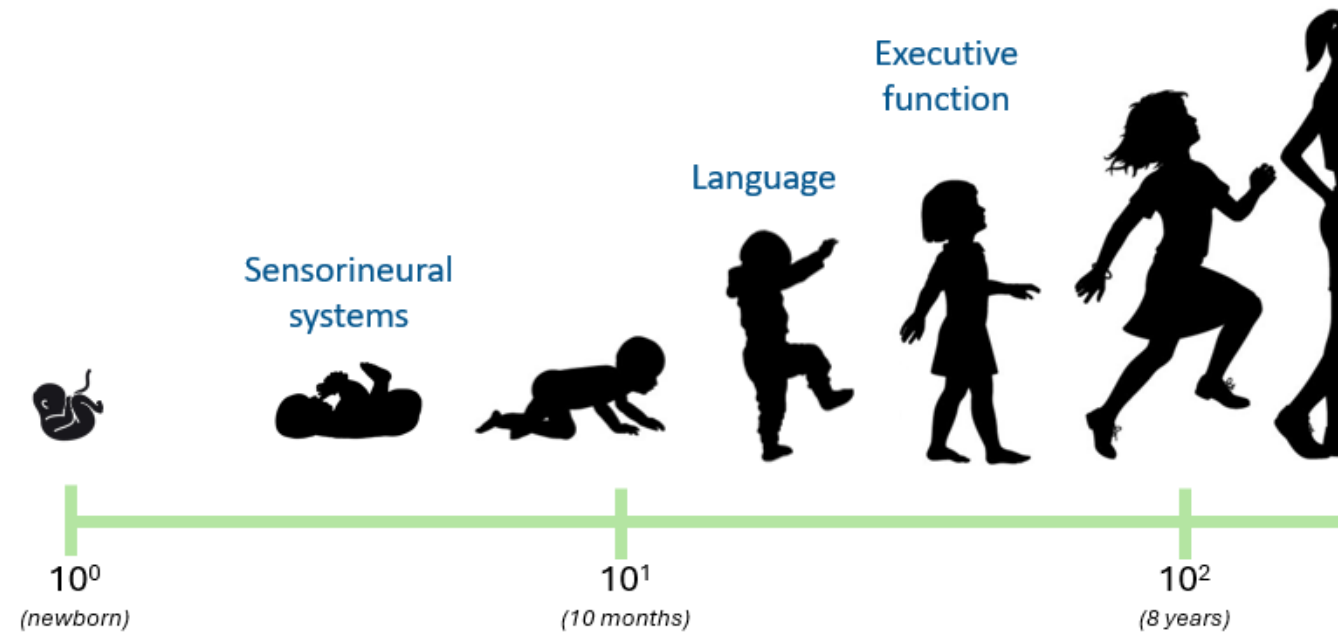 Executive
function
Language
Sensorineural
systems
10⁰
(newborn)
10¹
(10 months)
10²
(8 years)